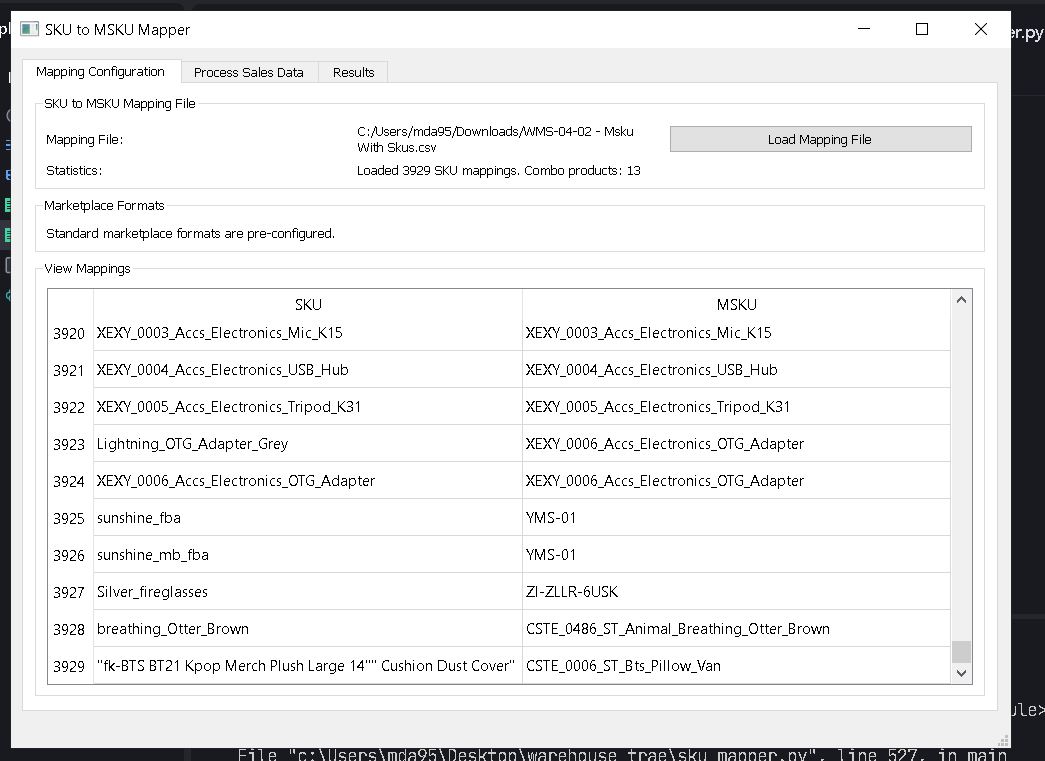 SKU to MSKU Mapper
er.py
Mapping Configuration Process Sales Data Results
SKU to MSKU Mapping File
Mapping File: C:/Users/mda95/Downloads/WMS-04-02 - Msku
With Skus.csv
Load Mapping File
Statistics: Loaded 3929 SKU mappings. Combo products: 13
Marketplace Formats
Standard marketplace formats are pre-configured.
View Mappings
SKU MSKU
3920 XEXY_0003_Accs_Electronics_Mic_K15 XEXY_0003_Accs_Electronics_Mic_K15
3921 XEXY_0004_Accs_Electronics_USB_Hub XEXY_0004_Accs_Electronics_USB_Hub
3922 XEXY_0005_Accs_Electronics_Tripod_K31 XEXY_0005_Accs_Electronics_Tripod_K31
3923 Lightning_OTG_Adapter_Grey XEXY_0006_Accs_Electronics_OTG_Adapter
3924 XEXY_0006_Accs_Electronics_OTG_Adapter XEXY_0006_Accs_Electronics_OTG_Adapter
3925 sunshine_fba YMS-01
3926 sunshine_mb_fba YMS-01
3927 Silver_fireglasses ZI-ZLLR-6USK
3928 breathing_Otter_Brown CSTE_0486_ST_Animal_Breathing_Otter_Brown
3929 "fk-BTS BT21 Kpop Merch Plush Large 14"" Cushion Dust Cover" CSTE_0006_ST_Bts_Pillow_Van
ule>
File "c:\Users\mda95\Desktop\warehouse trae\sku_mapper.py", line 527, in main